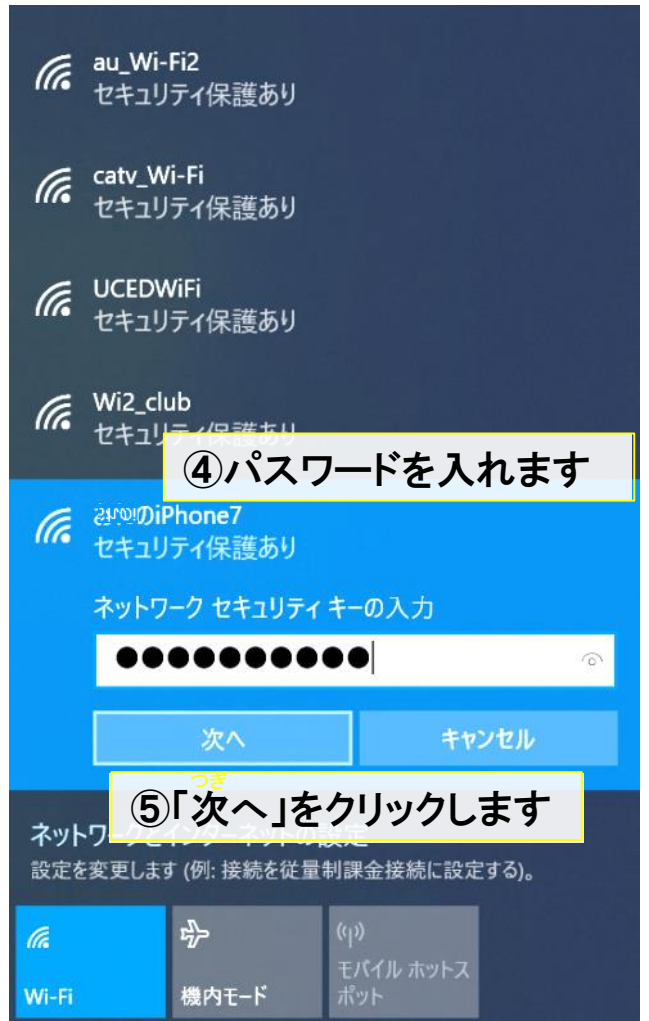 au_Wi-Fi2
セキュリティ保護あり
catv_Wi-Fi
セキュリティ保護あり
UCEDWiFi
セキュリティ保護あり
Wi2_club
セキュリティ保護あり
④パスワードを入れます
のiPhone7
セキュリティ保護あり
ネットワーク セキュリティ キーの入力
●●●●●●●●●●
次へ
キャンセル
つぎ
⑤「次へ」をクリックします
ネットワークとインターネットの設定
設定を変更します (例: 接続を従量制課金接続に設定する)。
Wi-Fi
機内モード
モバイル ホットス
ポット